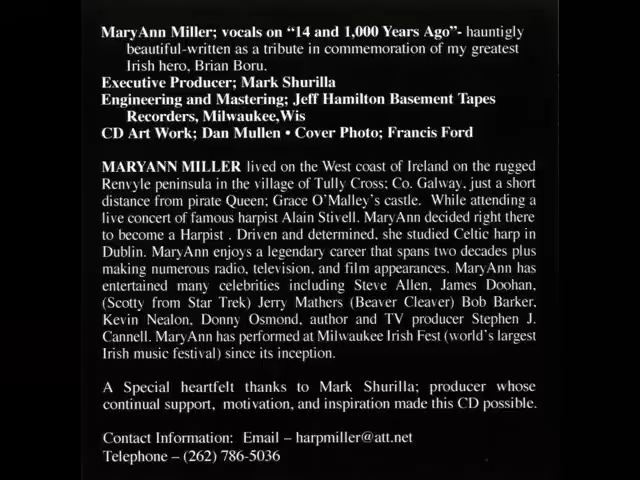 MaryAnn Miller; vocals on “14 and 1,000 Years Ago”- hauntigly
beautiful-written as a tribute in commemoration of my greatest
Irish hero, Brian Boru.
Executive Producer; Mark Shurilla
Engineering and Mastering; Jeff Hamilton Basement Tapes
Recorders, Milwaukee,Wis
CD Art Work; Dan Mullen • Cover Photo; Francis Ford
MARYANN MILLER lived on the West coast of Ireland on the rugged
Renvyle peninsula in the village of Tully Cross; Co. Galway, just a short
distance from pirate Queen; Grace O’Malley’s castle. While attending a
live concert of famous harpist Alain Stivell. MaryAnn decided right there
to become a Harpist . Driven and determined, she studied Celtic harp in
Dublin. MaryAnn enjoys a legendary career that spans two decades plus
making numerous radio, television, and film appearances. MaryAnn has
entertained many celebrities including Steve Allen, James Doohan,
(Scotty from Star Trek) Jerry Mathers (Beaver Cleaver) Bob Barker,
Kevin Nealon, Donny Osmond, author and TV producer Stephen J.
Cannell. MaryAnn has performed at Milwaukee Irish Fest (world’s largest
Irish music festival) since its inception.
A Special heartfelt thanks to Mark Shurilla; producer whose
continual support, motivation, and inspiration made this CD possible.
Contact Information: Email – harpmiller@att.net
Telephone – (262) 786-5036